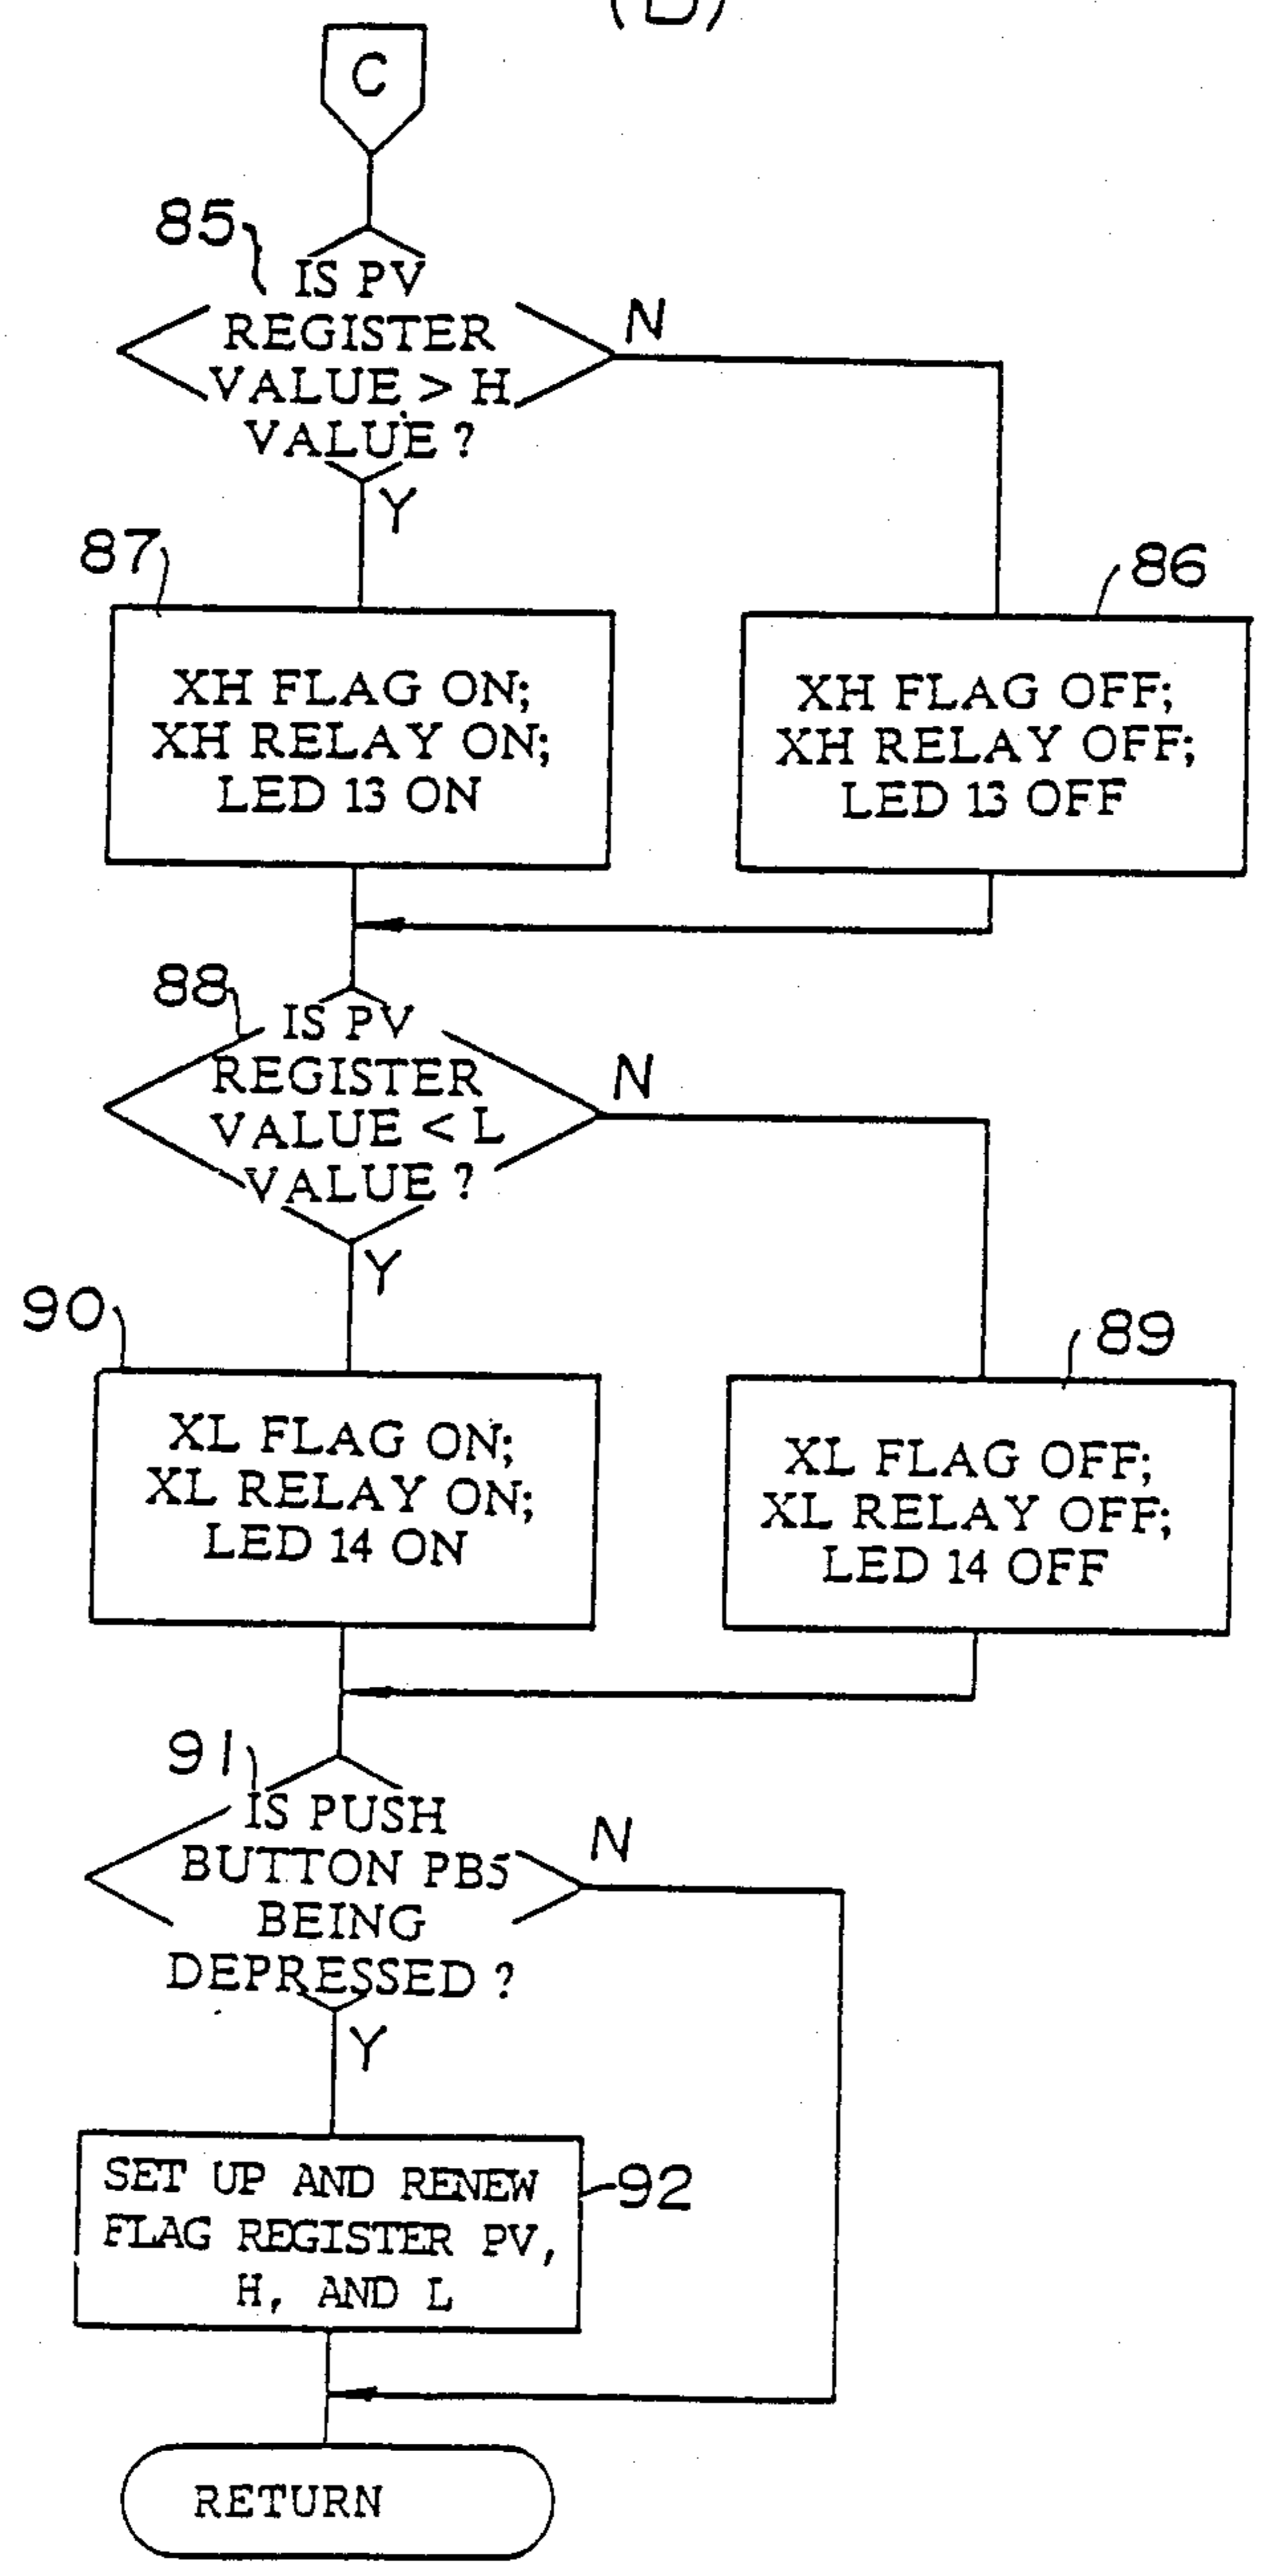 (B)
C
85
IS PV
REGISTER
VALUE > H
VALUE ?
N
Y
87
XH FLAG ON;
XH RELAY ON;
LED 13 ON
86
XH FLAG OFF;
XH RELAY OFF;
LED 13 OFF
88
IS PV
REGISTER
VALUE < L
VALUE ?
N
Y
90
XL FLAG ON;
XL RELAY ON;
LED 14 ON
89
XL FLAG OFF;
XL RELAY OFF;
LED 14 OFF
91
IS PUSH
BUTTON PB5
BEING
DEPRESSED ?
N
Y
92
SET UP AND RENEW
FLAG REGISTER PV,
H, AND L
RETURN